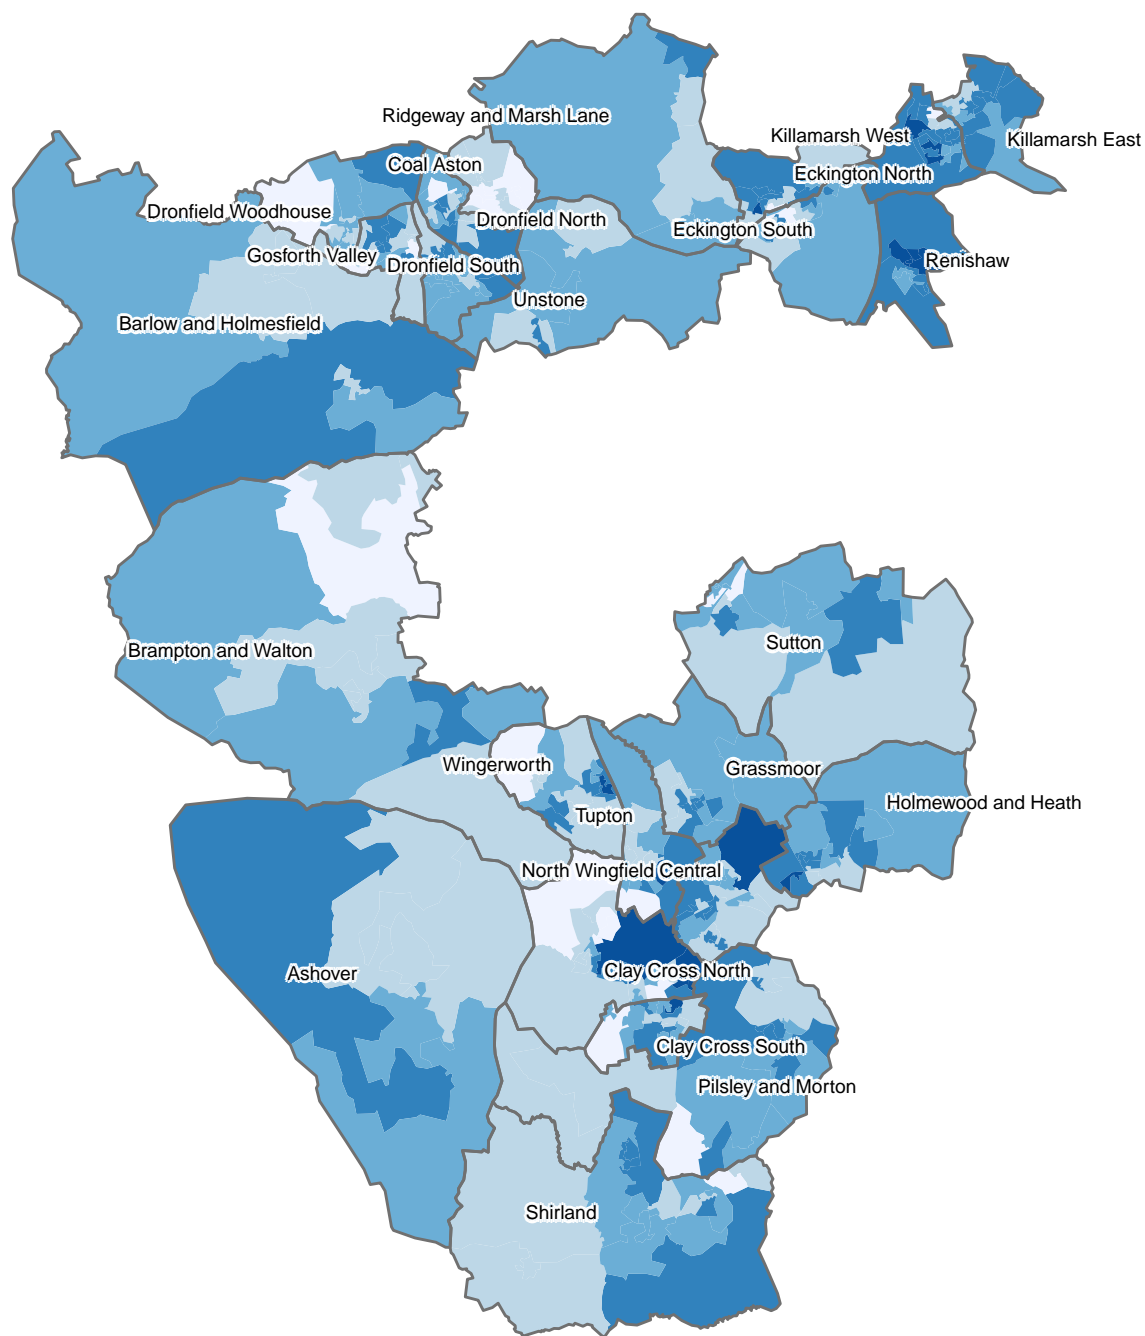 Ridgeway and Marsh Lane
Killamarsh West
Killamarsh East
Coal Aston
Eckington North
Dronfield Woodhouse
Dronfield North
Eckington South
Gosforth Valley
Dronfield South
Renishaw
Unstone
Barlow and Holmesfield
Sutton
Brampton and Walton
Wingerworth
Grassmoor
Holmewood and Heath
Tupton
North Wingfield Central
Clay Cross North
Ashover
Clay Cross South
Pilsley and Morton
Shirland